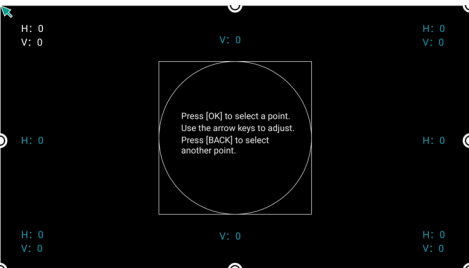 H: 0
V: 0
V: 0
H: 0
V: 0
Press [OK] to select a point.
Use the arrow keys to adjust.
Press [BACK] to select
another point.
H: 0
H: 0
H: 0
V: 0
V: 0
H: 0
V: 0